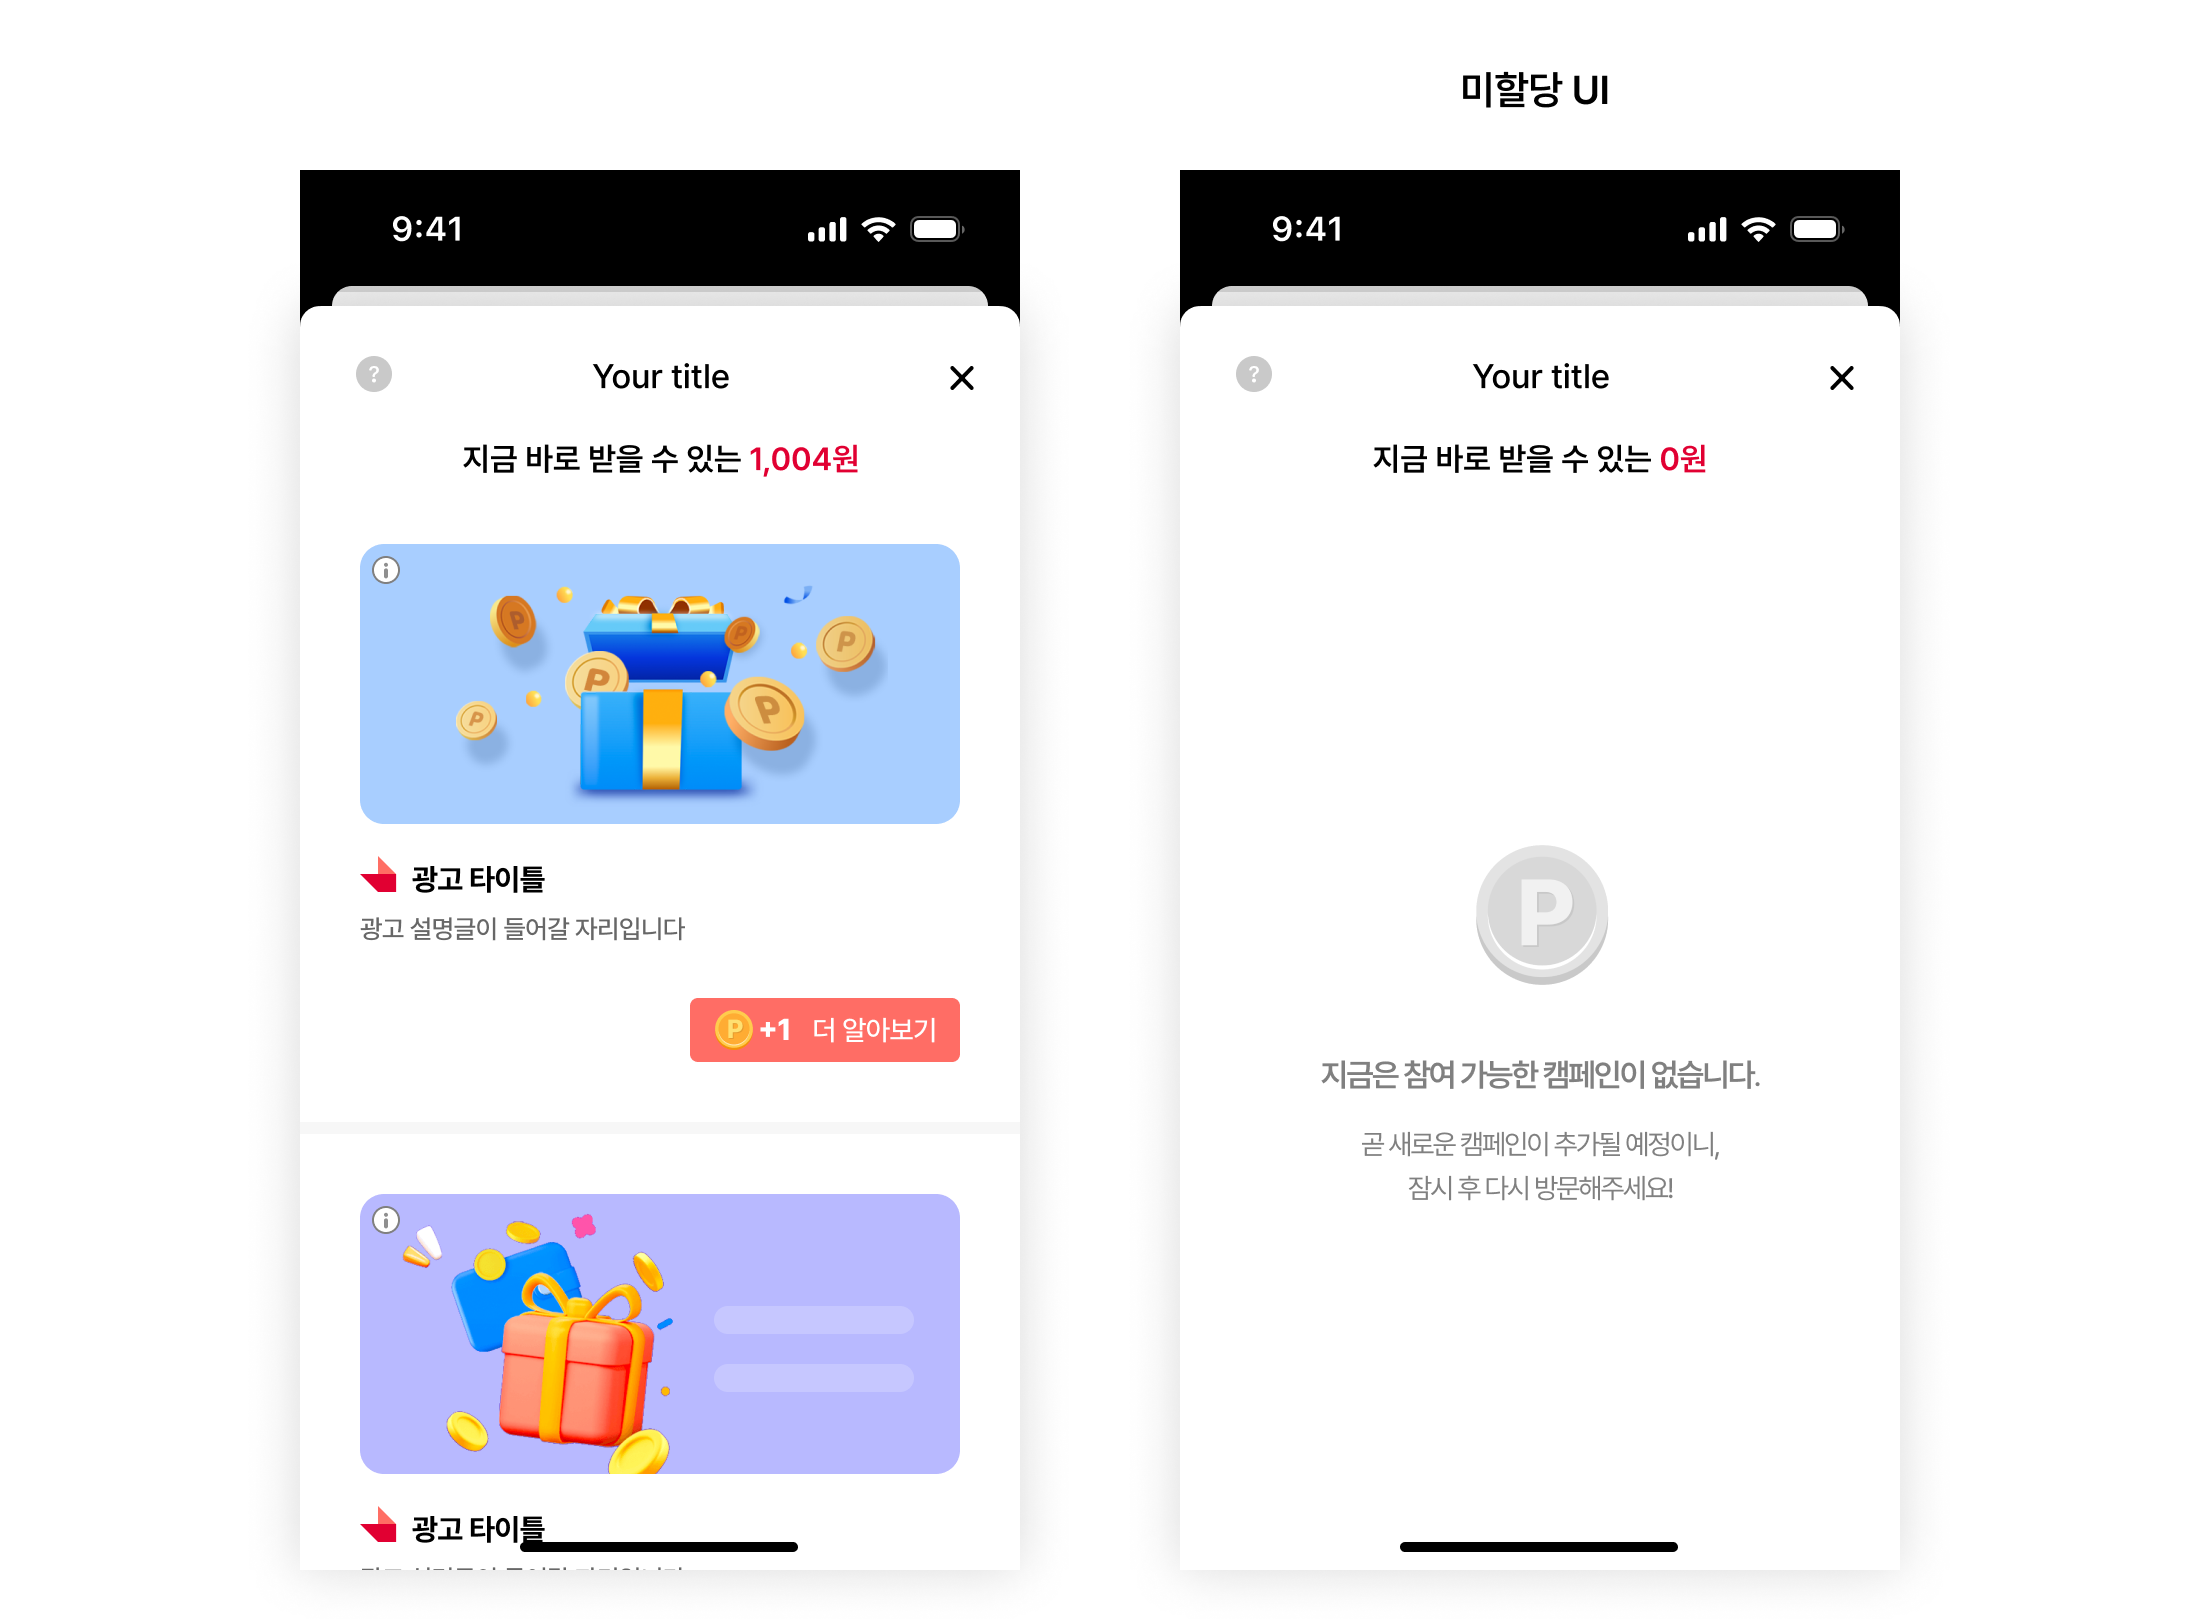 미할당 UI
9:41
?
Your title
지금 바로 받을 수 있는 1,004원
P
P
P
P
P
P
광고 타이틀
광고 설명글이 들어갈 자리입니다
P +1 더 알아보기
광고 타이틀
9:41
?
Your title
지금 바로 받을 수 있는 0원
P
지금은 참여 가능한 캠페인이 없습니다.
곧 새로운 캠페인이 추가될 예정이니,
잠시 후 다시 방문해주세요!